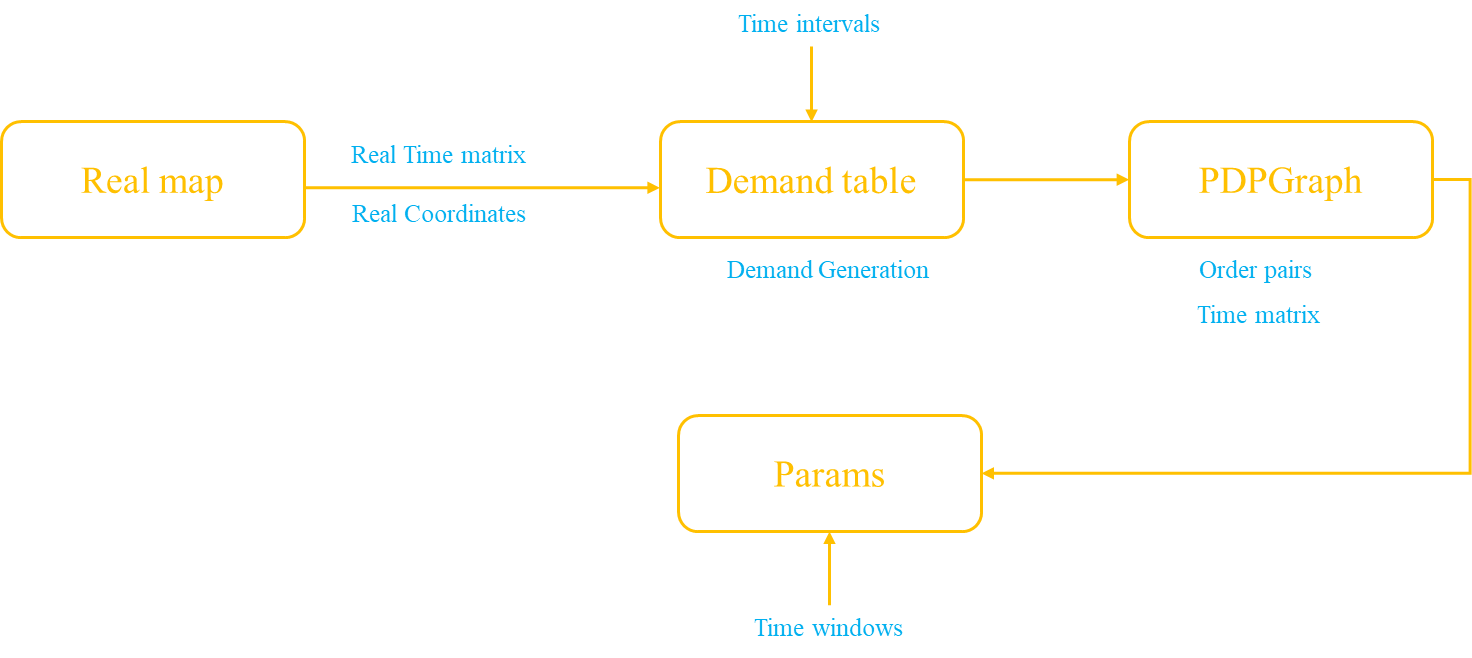 Time intervals
Real map
Real Time matrix
Real Coordinates
Demand table
PDPGraph
Demand Generation
Order pairs
Time matrix
Params
Time windows